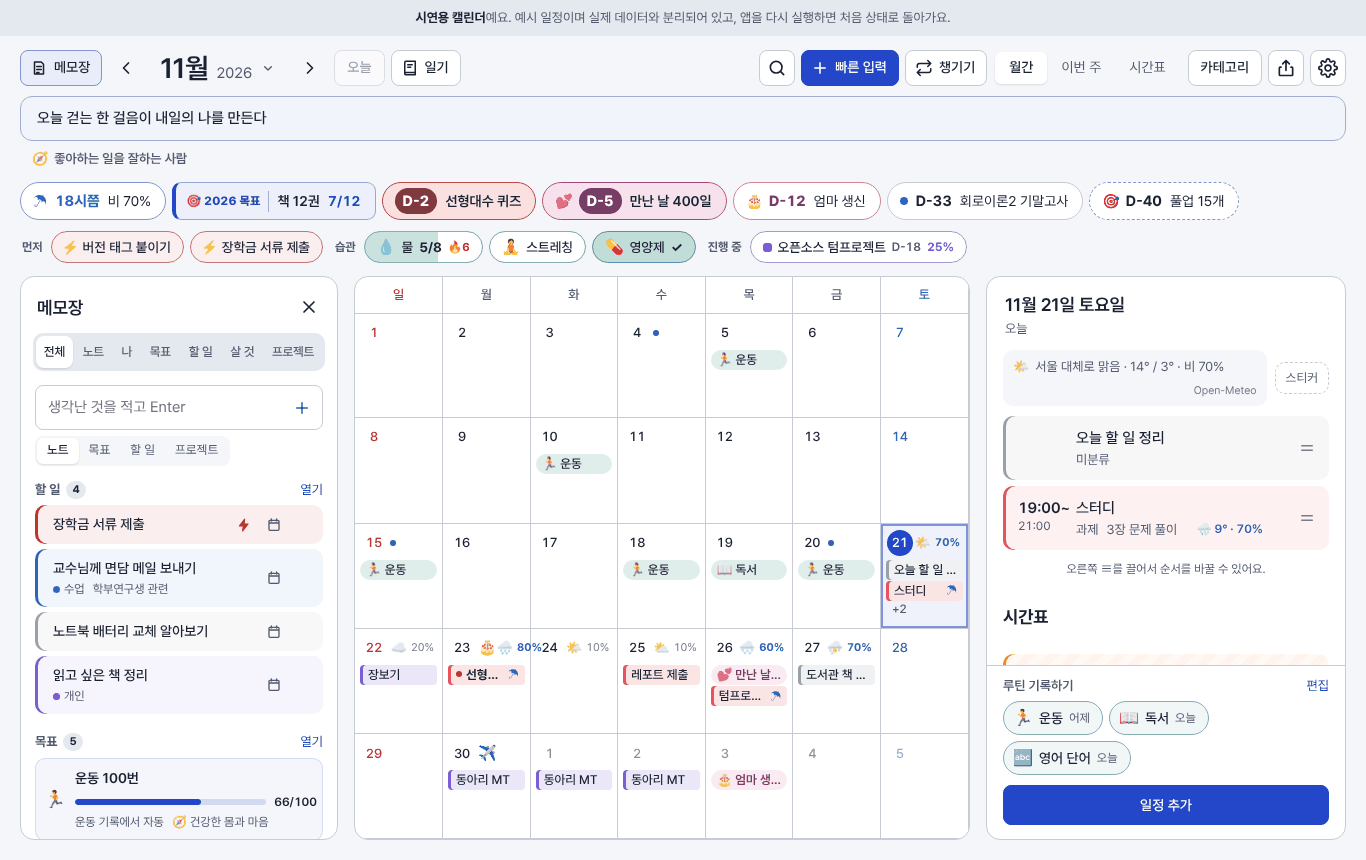 시연용 캘린더예요. 예시 일정이며 실제 데이터와 분리되어 있고, 앱을 다시 실행하면 처음 상태로 돌아가요.
메모장 11월 2026 오늘 일기 빠른 입력 챙기기 월간 이번 주 시간표 카테고리
오늘 걷는 한 걸음이 내일의 나를 만든다
🧭 좋아하는 일을 잘하는 사람
☂ 18시쯤 비 70% 🎯 2026 목표 책 12권 7/12 D-2 선형대수 퀴즈 💕 D-5 만난 날 400일 🎂 D-12 엄마 생신 D-33 회로이론2 기말고사 🎯 D-40 풀업 15개
먼저 ⚡ 버전 태그 붙이기 ⚡ 장학금 서류 제출 습관 💧 물 5/8 🔥6 🧘 스트레칭 💊 영양제 ✓ 진행 중 오픈소스 텀프로젝트 D-18 25%
메모장
전체 노트 나 목표 할 일 살 것 프로젝트
생각난 것을 적고 Enter
노트 목표 할 일 프로젝트
할 일 4 열기
장학금 서류 제출
교수님께 면담 메일 보내기
수업 학부연구생 관련
노트북 배터리 교체 알아보기
읽고 싶은 책 정리
개인
목표 5 열기
운동 100번
66/100
운동 기록에서 자동 🧭 건강한 몸과 마음
일 월 화 수 목 금 토
1 2 3 4 5 6 7
🏃 운동
8 9 10 11 12 13 14
🏃 운동
15 16 17 18 19 20 21 70%
🏃 운동 🏃 운동 📖 독서 🏃 운동 오늘 할 일 ...
스터디 ☂
+2
22 20% 23 🎂 80% 24 10% 25 10% 26 60% 27 70% 28
장보기 선형... ☂ 레포트 제출 💕 만난 날... 도서관 책 ...
텀프로... ☂
29 30 ✈ 1 2 3 4 5
동아리 MT 동아리 MT 동아리 MT 🎂 엄마 생...
11월 21일 토요일
오늘
서울 대체로 맑음 · 14° / 3° · 비 70%
Open-Meteo
스티커
오늘 할 일 정리
미분류
19:00~ 스터디
21:00 과제 3장 문제 풀이 9° · 70%
오른쪽 ≡를 끌어서 순서를 바꿀 수 있어요.
시간표
루틴 기록하기 편집
🏃 운동 어제 📖 독서 오늘
🔤 영어 단어 오늘
일정 추가